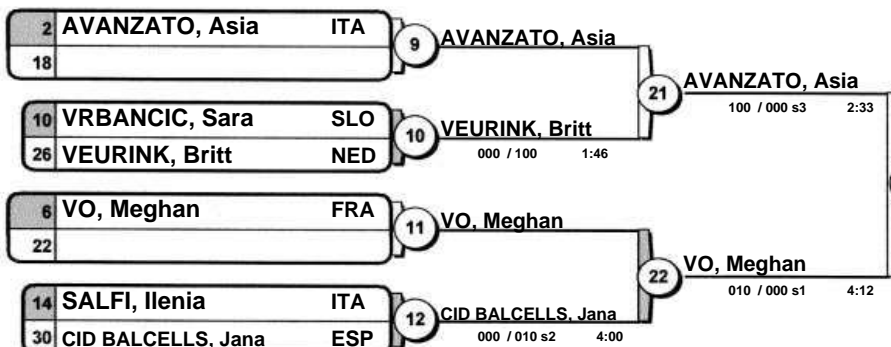 2 AVANZATO, Asia ITA
18
9
AVANZATO, Asia
10 VRBANCIC, Sara SLO
26 VEURINK, Britt NED
10
VEURINK, Britt
000 / 100 1:46
21
AVANZATO, Asia
100 / 000 s3 2:33
6 VO, Meghan FRA
22
11
VO, Meghan
14 SALFI, Ilenia ITA
30 CID BALCELLS, Jana ESP
12
CID BALCELLS, Jana
000 / 010 s2 4:00
22
VO, Meghan
010 / 000 s1 4:12